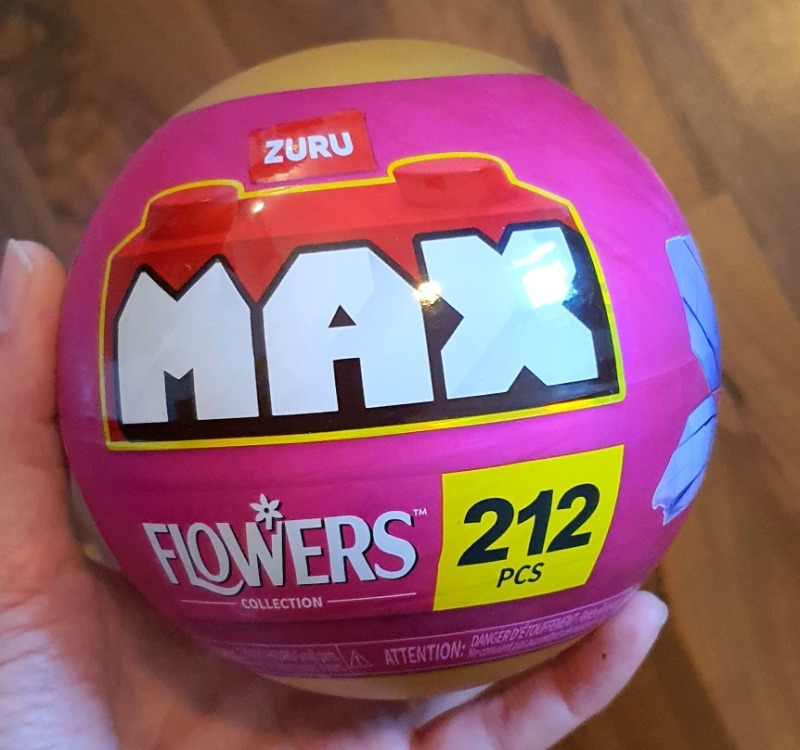 ZURU
MAX
FLOWERS™
COLLECTION
212
PCS
ATTENTION: DANGER D'ÉTOUFFEMENT